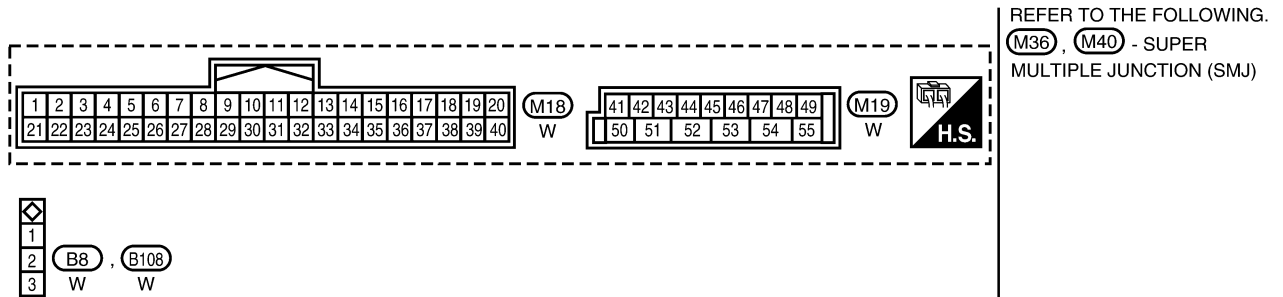 REFER TO THE FOLLOWING.
M36 , M40 - SUPER
MULTIPLE JUNCTION (SMJ)
1 2 3 4 5 6 7 8 9 10 11 12 13 14 15 16 17 18 19 20
21 22 23 24 25 26 27 28 29 30 31 32 33 34 35 36 37 38 39 40
M18
W
41 42 43 44 45 46 47 48 49
50 51 52 53 54 55
M19
W
H.S.
1
2
3
B8 , B108
W W